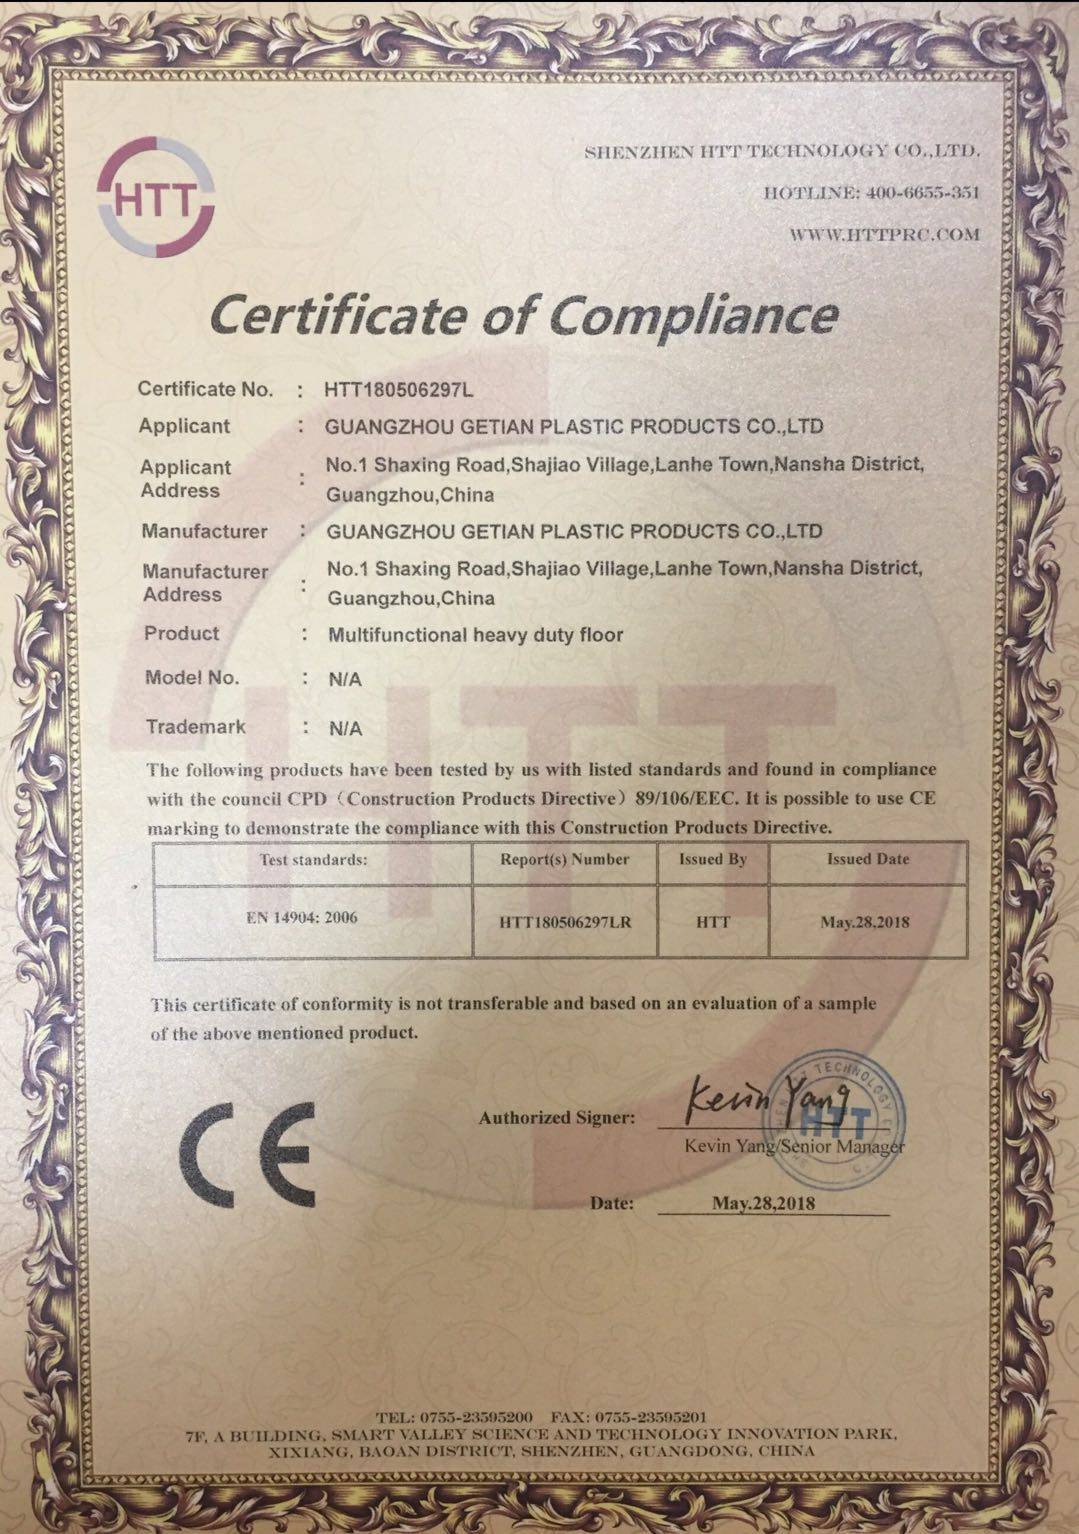 HTT
SHENZHEN HTT TECHNOLOGY CO.,LTD.
HOTLINE: 400-6655-351
WWW.HTTPRC.COM
Certificate of Compliance
Certificate No. : HTT180506297L
Applicant : GUANGZHOU GETIAN PLASTIC PRODUCTS CO.,LTD
Applicant Address : No.1 Shaxing Road,Shajiao Village,Lanhe Town,Nansha District,
Guangzhou,China
Manufacturer : GUANGZHOU GETIAN PLASTIC PRODUCTS CO.,LTD
Manufacturer Address : No.1 Shaxing Road,Shajiao Village,Lanhe Town,Nansha District,
Guangzhou,China
Product : Multifunctional heavy duty floor
Model No. : N/A
Trademark : N/A
HTT
The following products have been tested by us with listed standards and found in compliance
with the council CPD（Construction Products Directive）89/106/EEC. It is possible to use CE
marking to demonstrate the compliance with this Construction Products Directive.
Test standards: Report(s) Number Issued By Issued Date
EN 14904: 2006 HTT180506297LR HTT May.28,2018
This certificate of conformity is not transferable and based on an evaluation of a sample
of the above mentioned product.
CE
Authorized Signer: Kevin Yang
TECHNOLOGY
HTT
Kevin Yang/Senior Manager
Date: May.28,2018
TEL: 0755-23595200 FAX: 0755-23595201
7F, A BUILDING, SMART VALLEY SCIENCE AND TECHNOLOGY INNOVATION PARK,
XIXIANG, BAOAN DISTRICT, SHENZHEN, GUANGDONG, CHINA